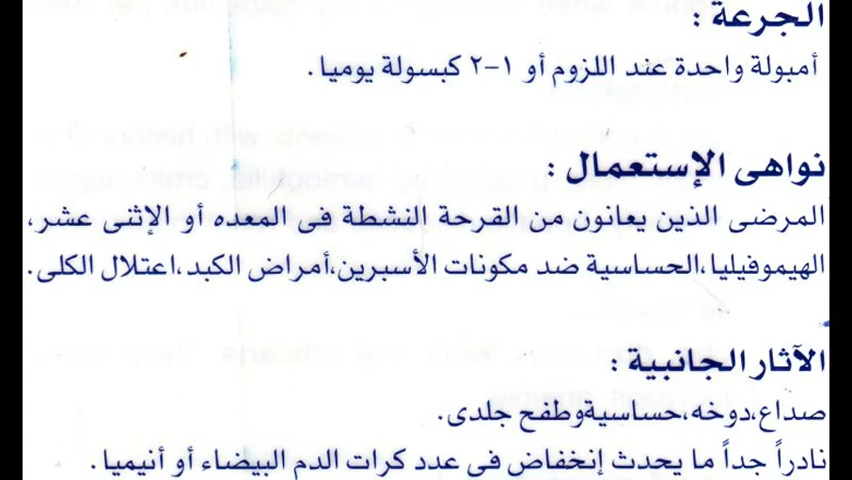 الجرعة :
أمبولة واحدة عند اللزوم أو ١-٢ كبسولة يوميا.
نواهى الإستعمال :
المرضى الذين يعانون من القرحة النشطة فى المعده أو الإثنى عشر،
الهيموفيليا،الحساسية ضد مكونات الأسبرين،أمراض الكبد،اعتلال الكلى.
الآثار الجانبية :
صداع،دوخه،حساسيةوطفح جلدى.
نادراً جداً ما يحدث إنخفاض فى عدد كرات الدم البيضاء أو أنيميا.